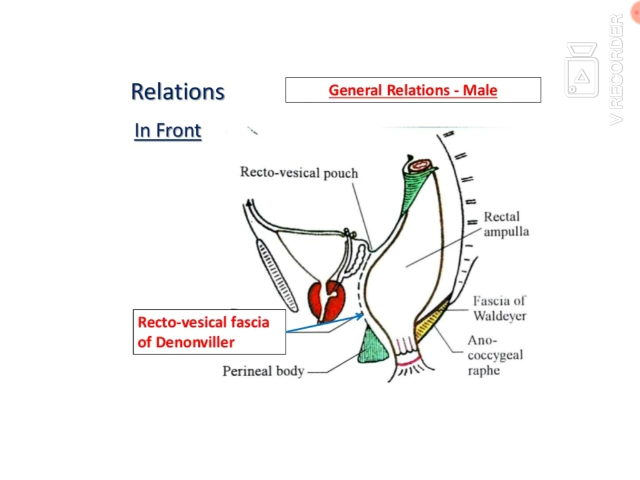 Relations
General Relations - Male
In Front
Recto-vesical pouch
Rectal
ampulla
Recto-vesical fascia
of Denonviller
Fascia of
Waldeyer
Ano-
coccygeal
raphe
Perineal body
V RECORDER